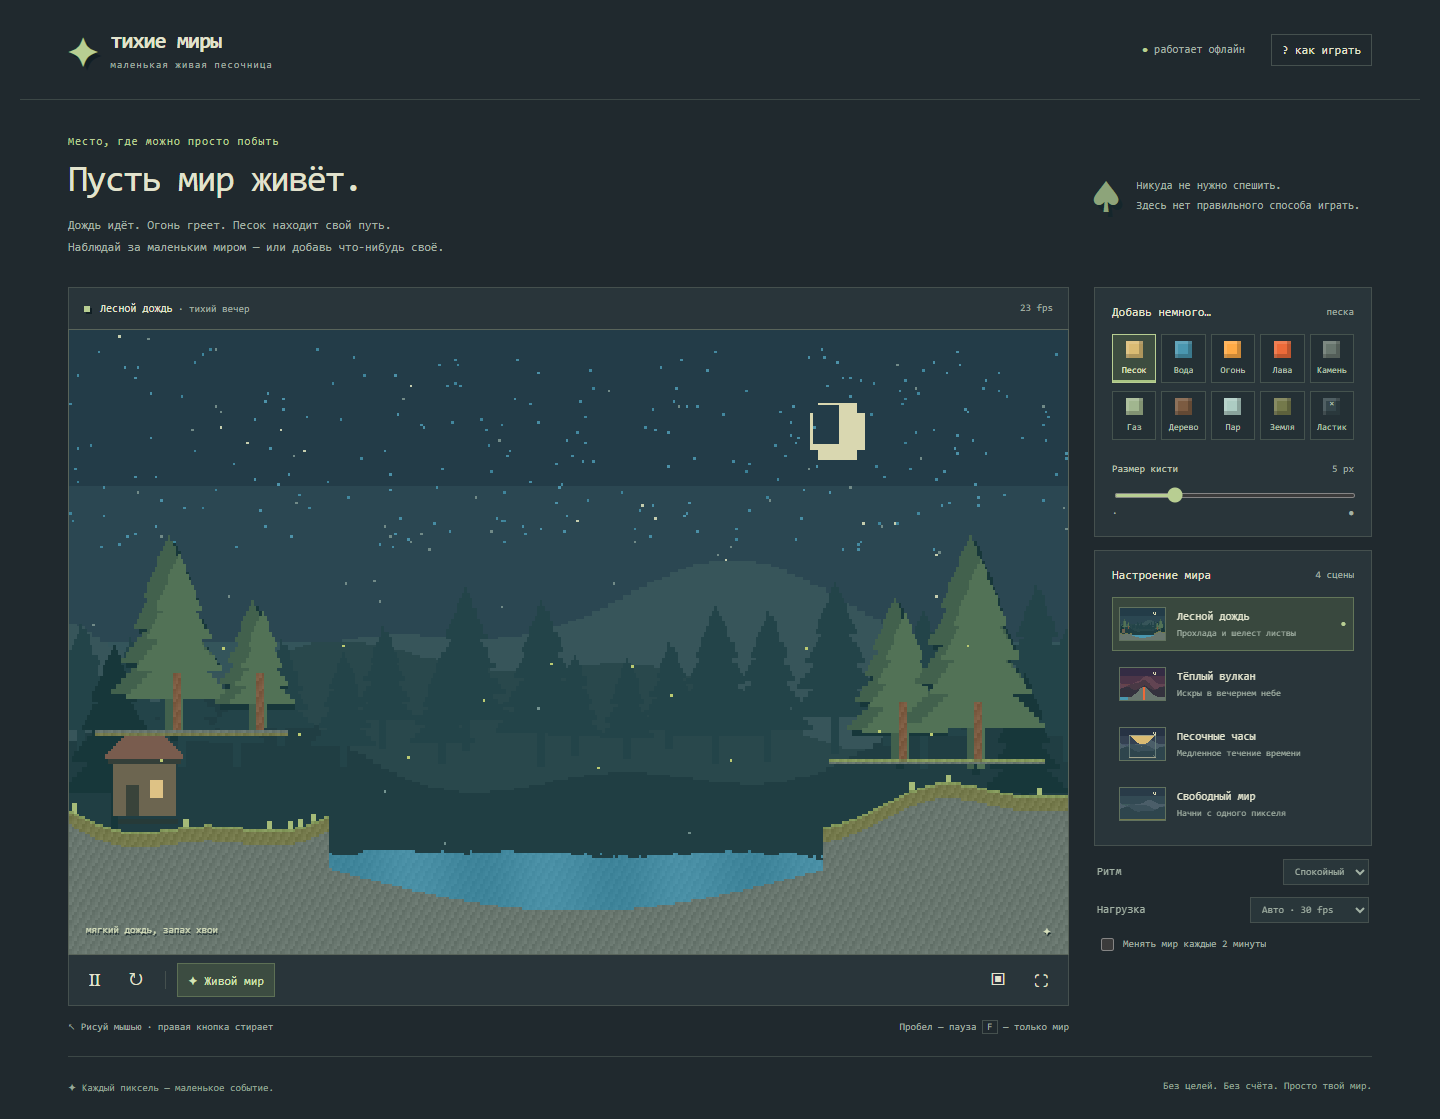 тихие миры
маленькая живая песочница
работает офлайн
? как играть
Место, где можно просто побыть
Пусть мир живёт.
Дождь идёт. Огонь греет. Песок находит свой путь.
Наблюдай за маленьким миром — или добавь что-нибудь своё.
Никуда не нужно спешить.
Здесь нет правильного способа играть.
Лесной дождь · тихий вечер
23 fps
мягкий дождь, запах хвои
Живой мир
Рисуй мышью · правая кнопка стирает
Пробел — пауза F — только мир
Добавь немного…
песка
Песок Вода Огонь Лава Камень
Газ Дерево Пар Земля Ластик
Размер кисти
5 px
Настроение мира
4 сцены
Лесной дождь
Прохлада и шелест листвы
Тёплый вулкан
Искры в вечернем небе
Песочные часы
Медленное течение времени
Свободный мир
Начни с одного пикселя
Ритм
Спокойный
Нагрузка
Авто · 30 fps
Менять мир каждые 2 минуты
Каждый пиксель — маленькое событие.
Без целей. Без счёта. Просто твой мир.